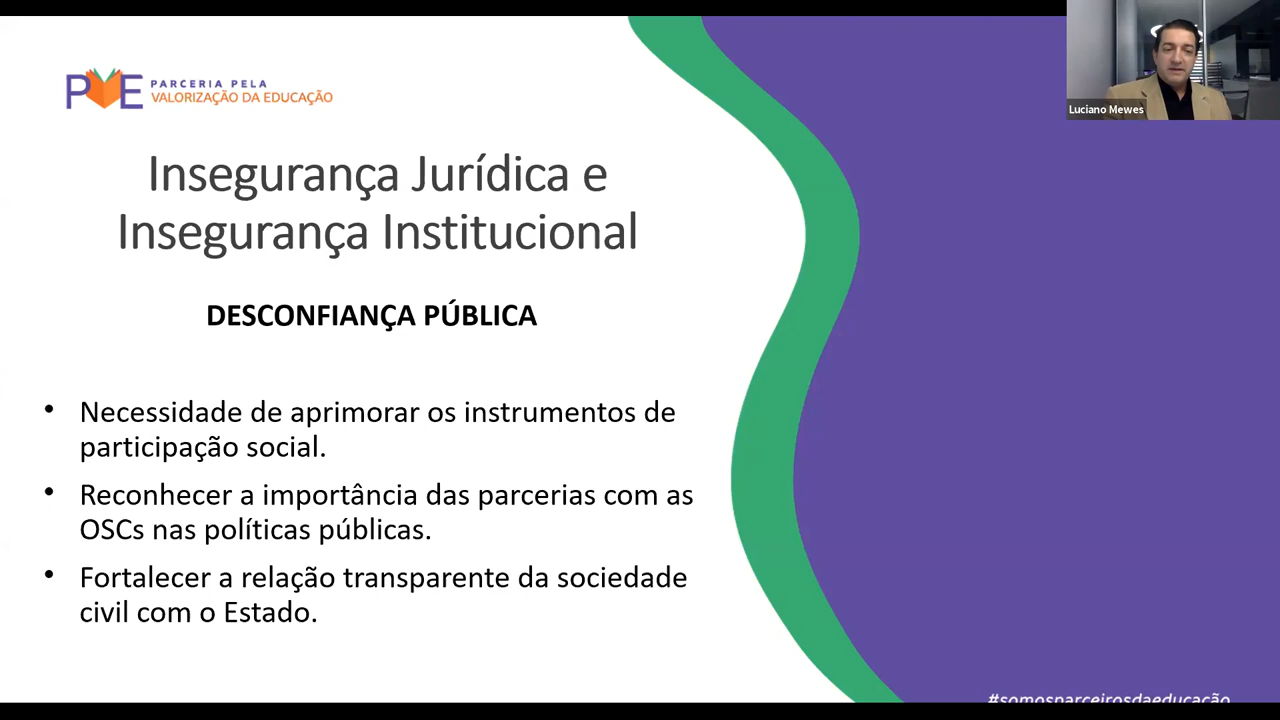 PVE PARCERIA PELA
VALORIZAÇÃO DA EDUCAÇÃO
Luciano Mewes
Insegurança Jurídica e
Insegurança Institucional
DESCONFIANÇA PÚBLICA
• Necessidade de aprimorar os instrumentos de
participação social.
• Reconhecer a importância das parcerias com as
OSCs nas políticas públicas.
• Fortalecer a relação transparente da sociedade
civil com o Estado.
#somosparceirosdaeducação